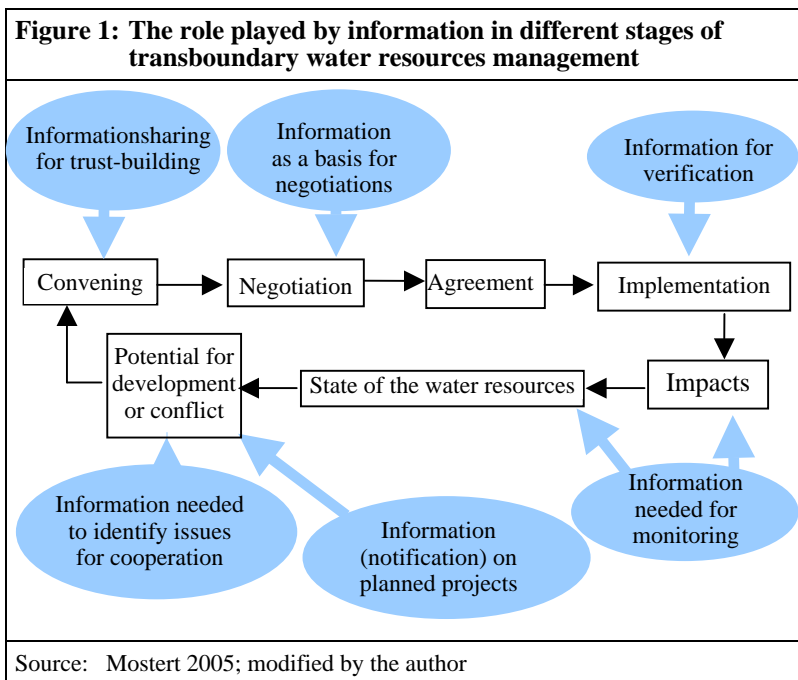 Figure 1: The role played by information in different stages of
transboundary water resources management
Informationsharing
for trust-building
Information
as a basis for
negotiations
Information for
verification
Convening
Negotiation
Agreement
Implementation
Potential for
development
or conflict
State of the water resources
Impacts
Information needed
to identify issues
for cooperation
Information
(notification) on
planned projects
Information
needed for
monitoring
Source: Mostert 2005; modified by the author